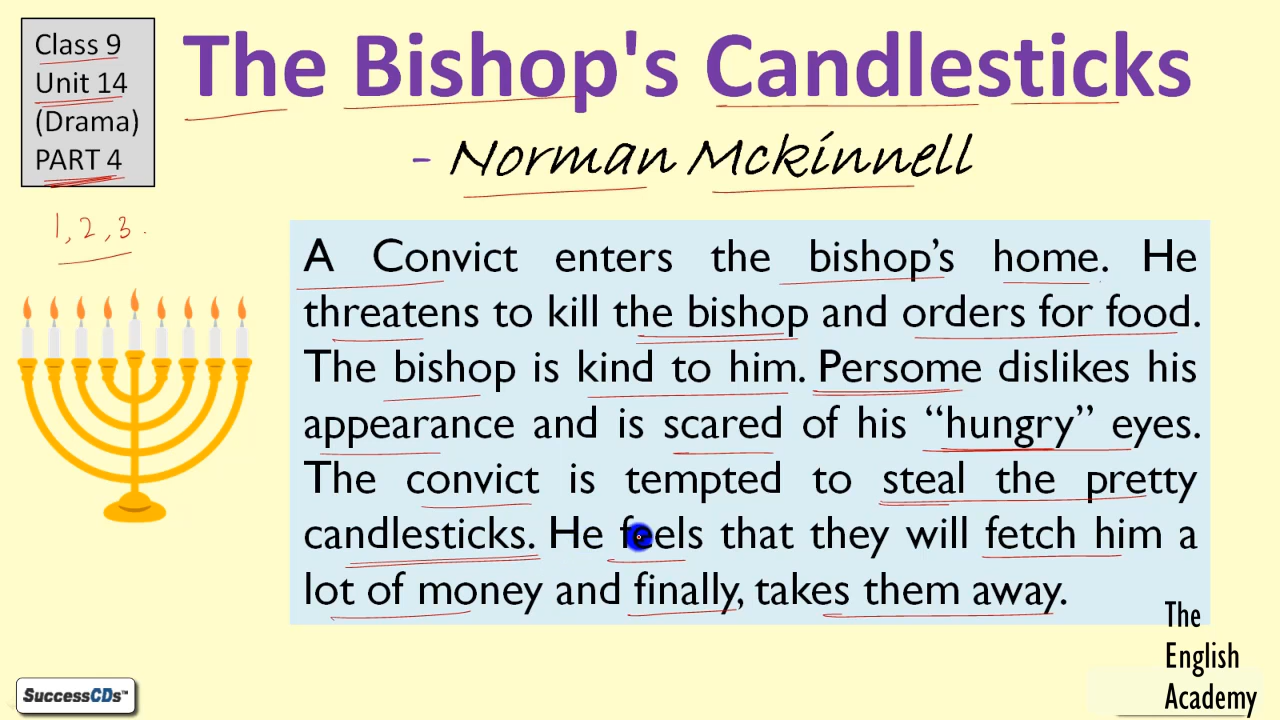 Class 9
Unit 14
(Drama)
PART 4
1, 2, 3.
The Bishop's Candlesticks
- Norman Mckinnell
A Convict enters the bishop’s home. He
threatens to kill the bishop and orders for food.
The bishop is kind to him. Persome dislikes his
appearance and is scared of his “hungry” eyes.
The convict is tempted to steal the pretty
candlesticks. He feels that they will fetch him a
lot of money and finally, takes them away.
SuccessCDs™
The
English
Academy